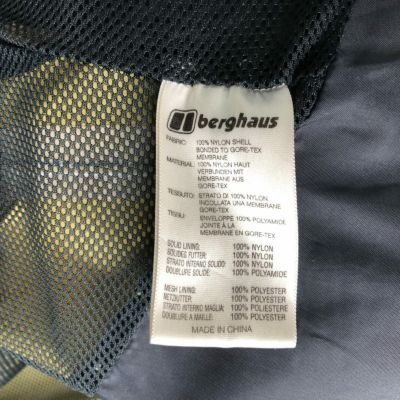 berghaus
FABRIC: 100% NYLON SHELL
BONDED TO GORE-TEX
MEMBRANE
MATERIAL: 100% NYLON HAUT
VERBUNDEN MIT
MEMBRANE AUS
GORE-TEX
TESSUTO: STRATO DI 100% NYLON
INCOLLATA UNA MEMBRANE
GORE-TEX
TISSU: ENVELOPPE 100% POLYAMIDE
JOINTE À LA
MEMBRANE EN GORE-TEX
SOLID LINING: 100% NYLON
SOLIDES FUTTER: 100% NYLON
STRATO INTERNO SOLIDO: 100% NYLON
DOUBLURE SOLIDE: 100% POLYAMIDE
MESH LINING: 100% POLYESTER
NETZFUTTER: 100% POLYESTER
STRATO INTERNO MAGLIA: 100% POLIESTERE
DOUBLURE A MAILLE: 100% POLYESTER
MADE IN CHINA